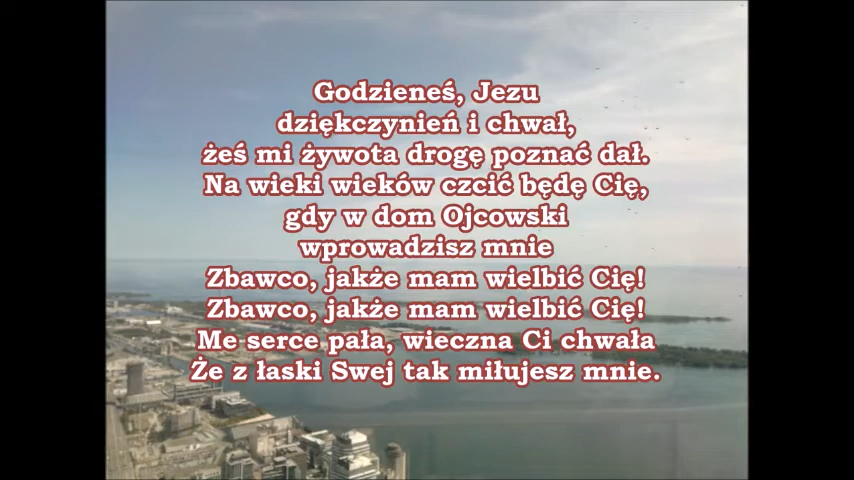 Godzieneś, Jezu
dziękczynień i chwał,
żeś mi żywota drogę poznać dał.
Na wieki wieków czcić będę Cię,
gdy w dom Ojcowski
wprowadzisz mnie
Zbawco, jakże mam wielbić Cię!
Zbawco, jakże mam wielbić Cię!
Me serce pała, wieczna Ci chwała
Że z łaski Swej tak miłujesz mnie.